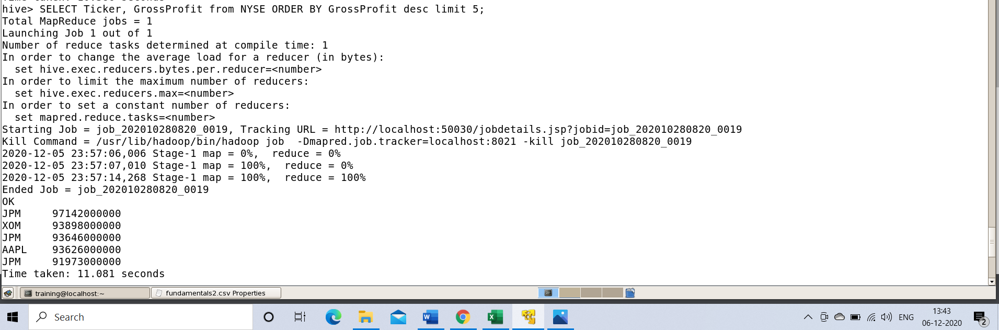 hive> SELECT Ticker, GrossProfit from NYSE ORDER BY GrossProfit desc limit 5;
Total MapReduce jobs = 1
Launching Job 1 out of 1
Number of reduce tasks determined at compile time: 1
In order to change the average load for a reducer (in bytes):
  set hive.exec.reducers.bytes.per.reducer=<number>
In order to limit the maximum number of reducers:
  set hive.exec.reducers.max=<number>
In order to set a constant number of reducers:
  set mapred.reduce.tasks=<number>
Starting Job = job_202010280820_0019, Tracking URL = http://localhost:50030/jobdetails.jsp?jobid=job_202010280820_0019
Kill Command = /usr/lib/hadoop/bin/hadoop job  -Dmapred.job.tracker=localhost:8021 -kill job_202010280820_0019
2020-12-05 23:57:06,006 Stage-1 map = 0%,  reduce = 0%
2020-12-05 23:57:07,010 Stage-1 map = 100%,  reduce = 0%
2020-12-05 23:57:14,268 Stage-1 map = 100%,  reduce = 100%
Ended Job = job_202010280820_0019
OK
JPM     97142000000
XOM     93898000000
JPM     93646000000
AAPL    93626000000
JPM     91973000000
Time taken: 11.081 seconds
training@localhost:~
fundamentals2.csv Properties
Search
ENG
13:43
06-12-2020
2